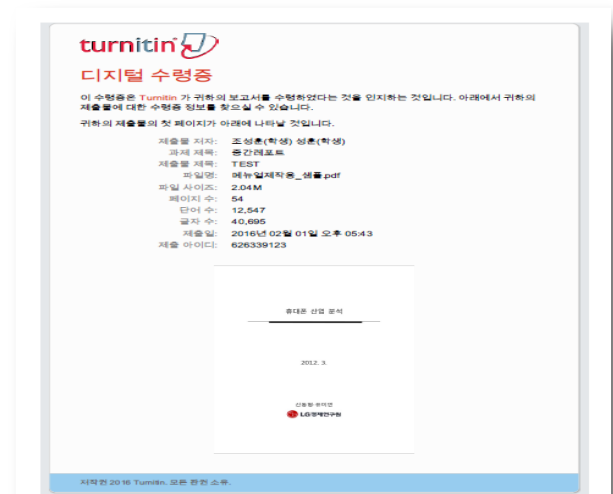 turnitin
디지털 수령증
이 수령증은 Turnitin 가 귀하의 보고서를 수령하였다는 것을 인지하는 것입니다. 아래에서 귀하의
제출물에 대한 수령증 정보를 찾으실 수 있습니다.
귀하의 제출물의 첫 페이지가 아래에 나타날 것입니다.
제출물 저자: 조성훈(학생) 성훈(학생)
과제 제목: 중간레포트
제출물 제목: TEST
파일명: 메뉴얼제작용_샘플.pdf
파일 사이즈: 2.04M
페이지 수: 54
단어 수: 12,547
글자 수: 40,695
제출일: 2016년 02월 01일 오후 05:43
제출 아이디: 626339123
휴대폰 산업 분석
2012. 3.
LG경제연구원
저작권 2016 Turnitin. 모든 판권 소유.